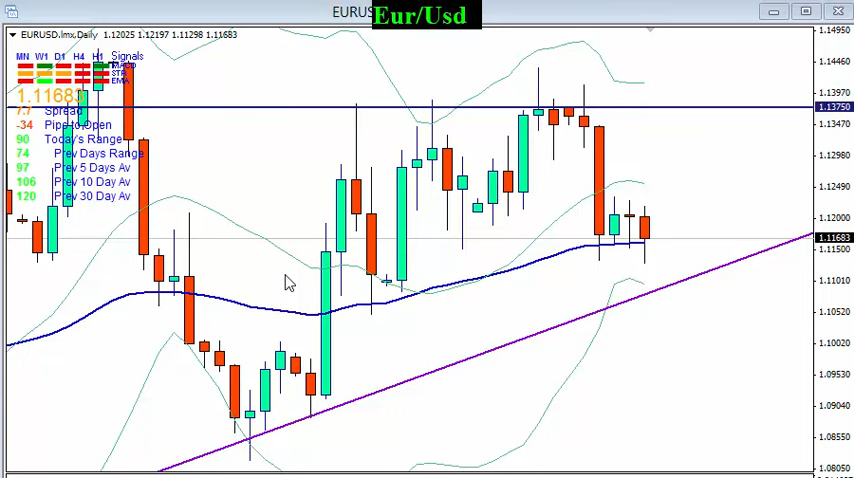 EURUS
Eur/Usd
EURUSD.lmx,Daily 1.12025 1.12197 1.11298 1.11683
MN W1 D1 H4 H1 Signals
STR
EMA
1.11683
7.7 Spread
-34 Pips to Open
90 Today's Range
74 Prev Days Range
97 Prev 5 Days Av
106 Prev 10 Day Av
120 Prev 30 Day Av
1.14950
1.14460
1.13970
1.13750
1.13470
1.12980
1.12490
1.12000
1.11683
1.11500
1.11010
1.10520
1.10020
1.09530
1.09040
1.08550
1.08050